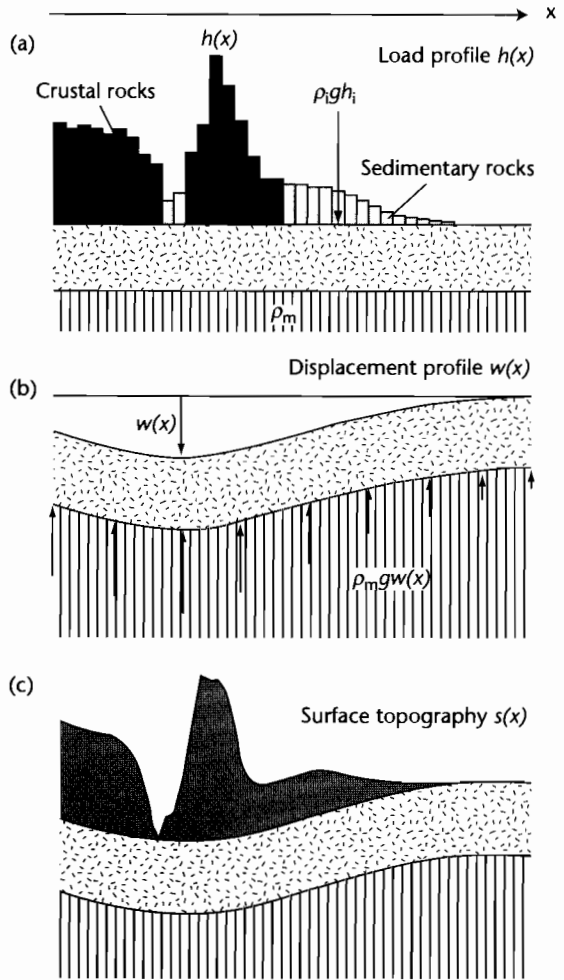 x
(a)
h(x)
Load profile h(x)
Crustal rocks
ρᵢghᵢ
Sedimentary rocks
ρₘ
Displacement profile w(x)
(b)
w(x)
ρₘgw(x)
(c)
Surface topography s(x)